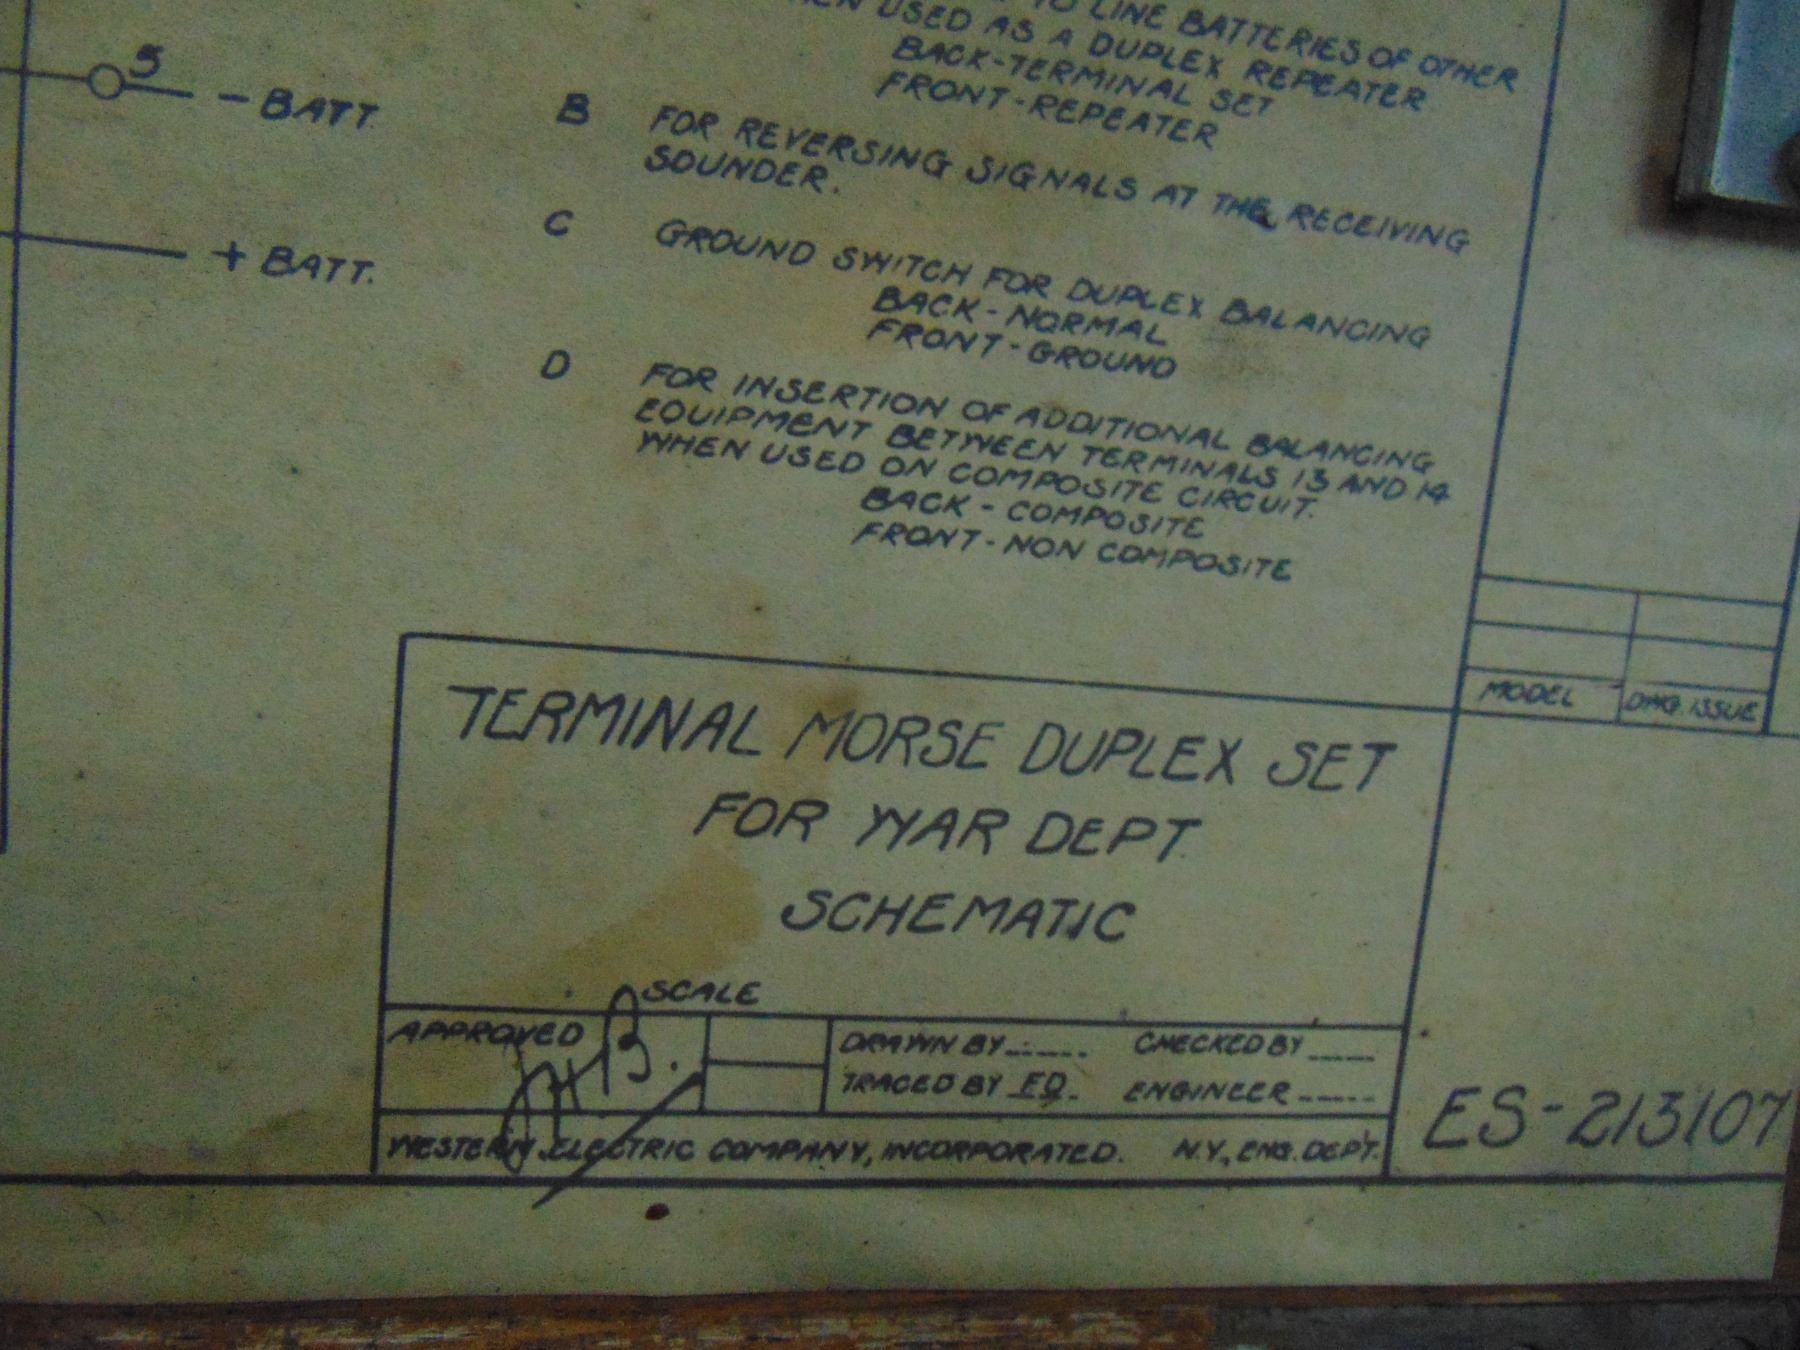 TO LINE BATTERIES OF OTHER
USED AS A DUPLEX REPEATER
BACK-TERMINAL SET
FRONT-REPEATER
B FOR REVERSING SIGNALS AT THE RECEIVING
SOUNDER.
C GROUND SWITCH FOR DUPLEX BALANCING
BACK - NORMAL
FRONT - GROUND
D FOR INSERTION OF ADDITIONAL BALANCING
EQUIPMENT BETWEEN TERMINALS 13 AND 14
WHEN USED ON COMPOSITE CIRCUIT.
BACK - COMPOSITE
FRONT - NON COMPOSITE
5
- BATT.
+ BATT.
MODEL DWG. ISSUE
TERMINAL MORSE DUPLEX SET
FOR WAR DEPT.
SCHEMATIC
SCALE
APPROVED
DRAWN BY CHECKED BY
TRACED BY ENGINEER
WESTERN ELECTRIC COMPANY, INCORPORATED. N.Y., ENG. DEPT.
ES-213107